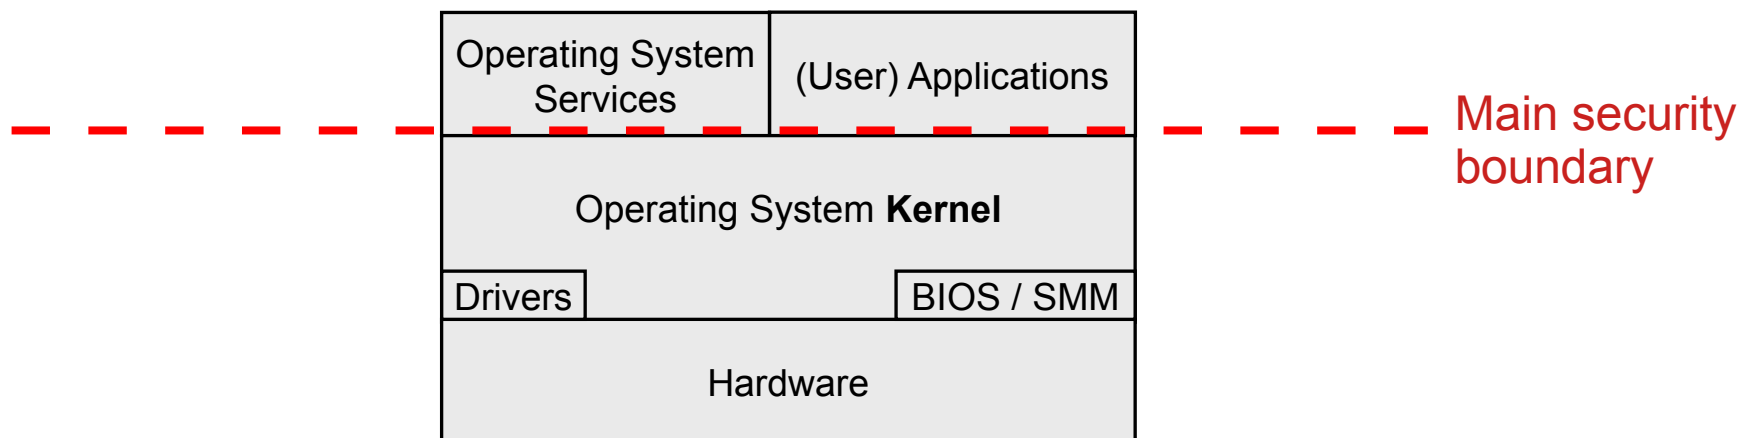 Operating System
Services
(User) Applications
Main security
boundary
Operating System Kernel
Drivers
BIOS / SMM
Hardware